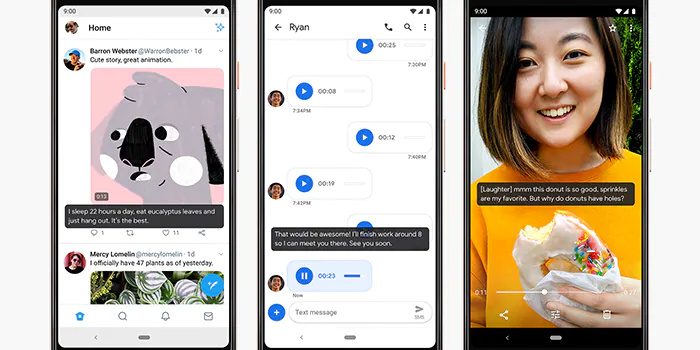 9:00
Home
Barron Webster @WarronBebster · 1d
Cute story, great animation.
0:13
I sleep 22 hours a day, eat eucalyptus leaves and
just hang out. It's the best.
1
11
Mercy Lomelin @mercylomelin · 1d
I officially have 47 plants as of yesterday.
9:00
Ryan
00:25
7:20PM
00:08
7:34PM
00:12
7:40PM
00:19
7:42PM
That would be awesome! I'll finish work around 8
so I can meet you there. See you soon.
00:23
Now
Text message
SMS
9:00
[Laughter] mmm this donut is so good, sprinkles
are my favorite. But why do donuts have holes?
0:11